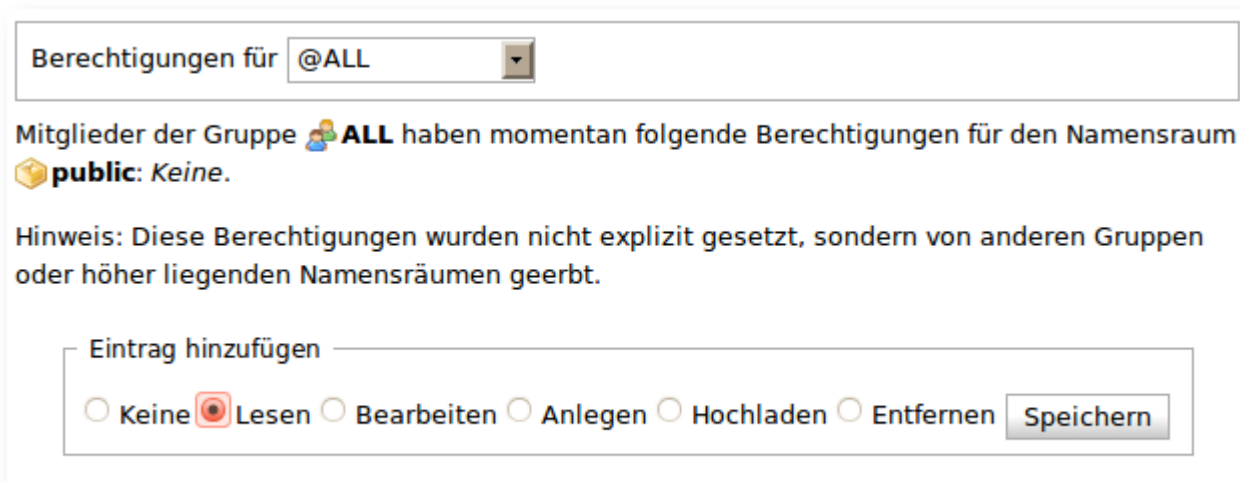 Berechtigungen für @ALL
Mitglieder der Gruppe ALL haben momentan folgende Berechtigungen für den Namensraum
public: Keine.
Hinweis: Diese Berechtigungen wurden nicht explizit gesetzt, sondern von anderen Gruppen
oder höher liegenden Namensräumen geerbt.
Eintrag hinzufügen
Keine Lesen Bearbeiten Anlegen Hochladen Entfernen Speichern